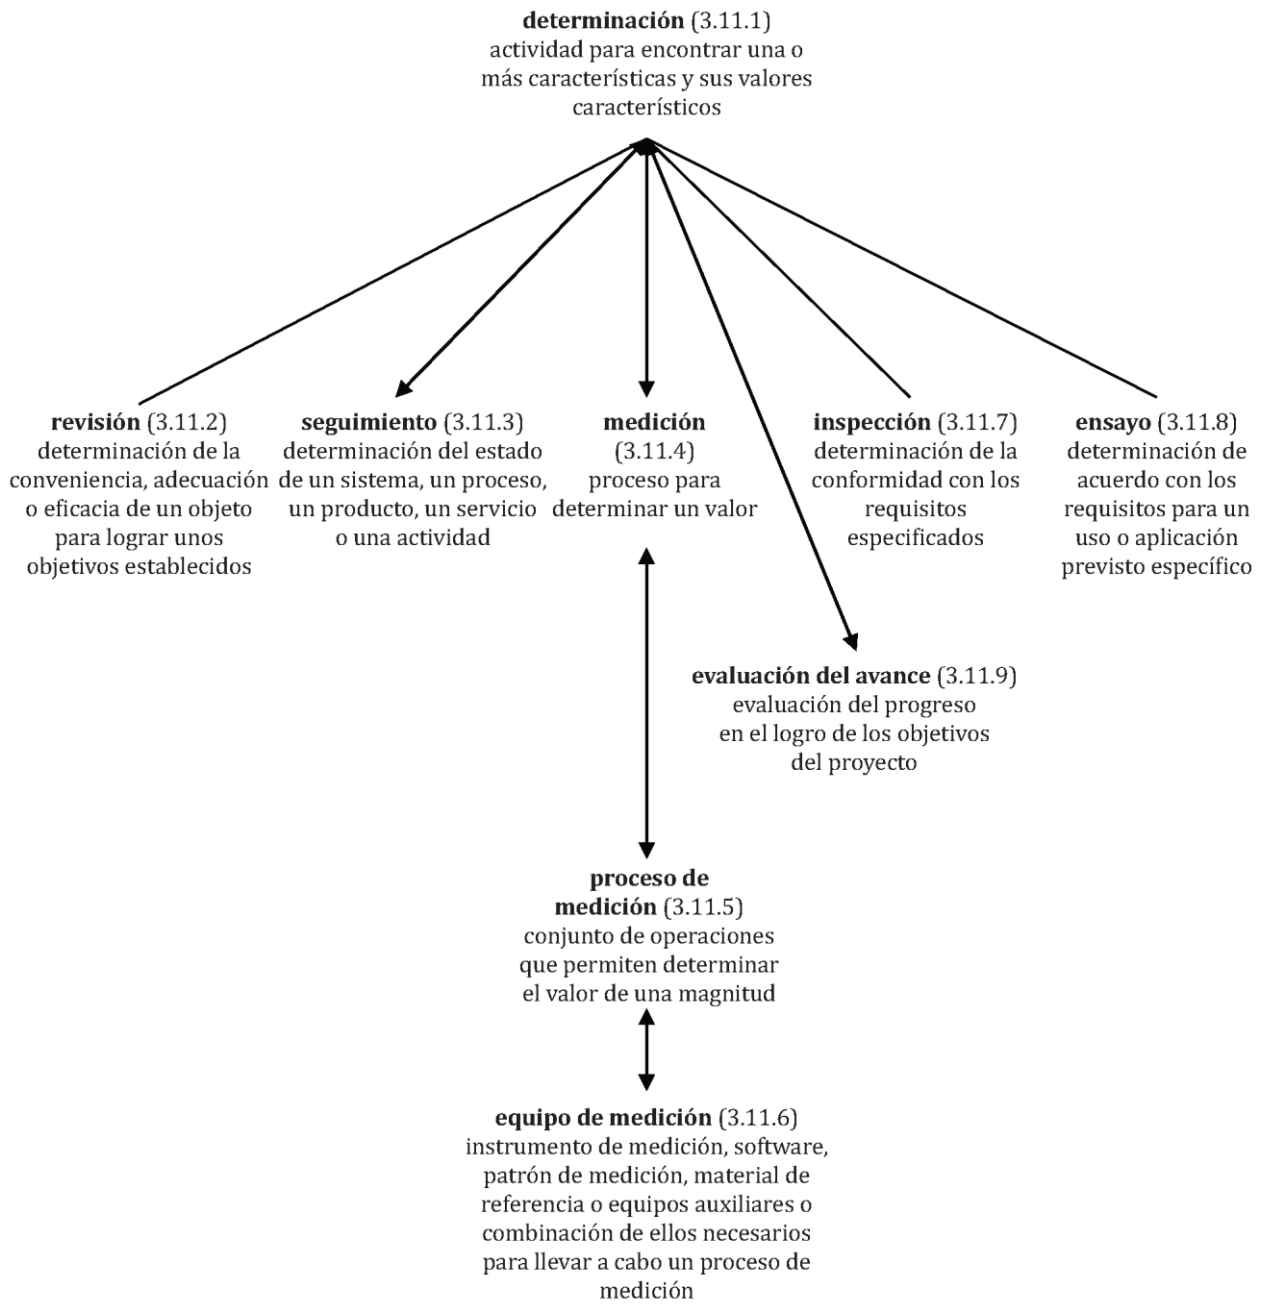 determinación (3.11.1)
actividad para encontrar una o
más características y sus valores
característicos
revisión (3.11.2)
determinación de la
conveniencia, adecuación
o eficacia de un objeto
para lograr unos
objetivos establecidos
seguimiento (3.11.3)
determinación del estado
de un sistema, un proceso,
un producto, un servicio
o una actividad
medición
(3.11.4)
proceso para
determinar un valor
inspección (3.11.7)
determinación de la
conformidad con los
requisitos
especificados
ensayo (3.11.8)
determinación de
acuerdo con los
requisitos para un
uso o aplicación
previsto específico
evaluación del avance (3.11.9)
evaluación del progreso
en el logro de los objetivos
del proyecto
proceso de
medición (3.11.5)
conjunto de operaciones
que permiten determinar
el valor de una magnitud
equipo de medición (3.11.6)
instrumento de medición, software,
patrón de medición, material de
referencia o equipos auxiliares o
combinación de ellos necesarios
para llevar a cabo un proceso de
medición